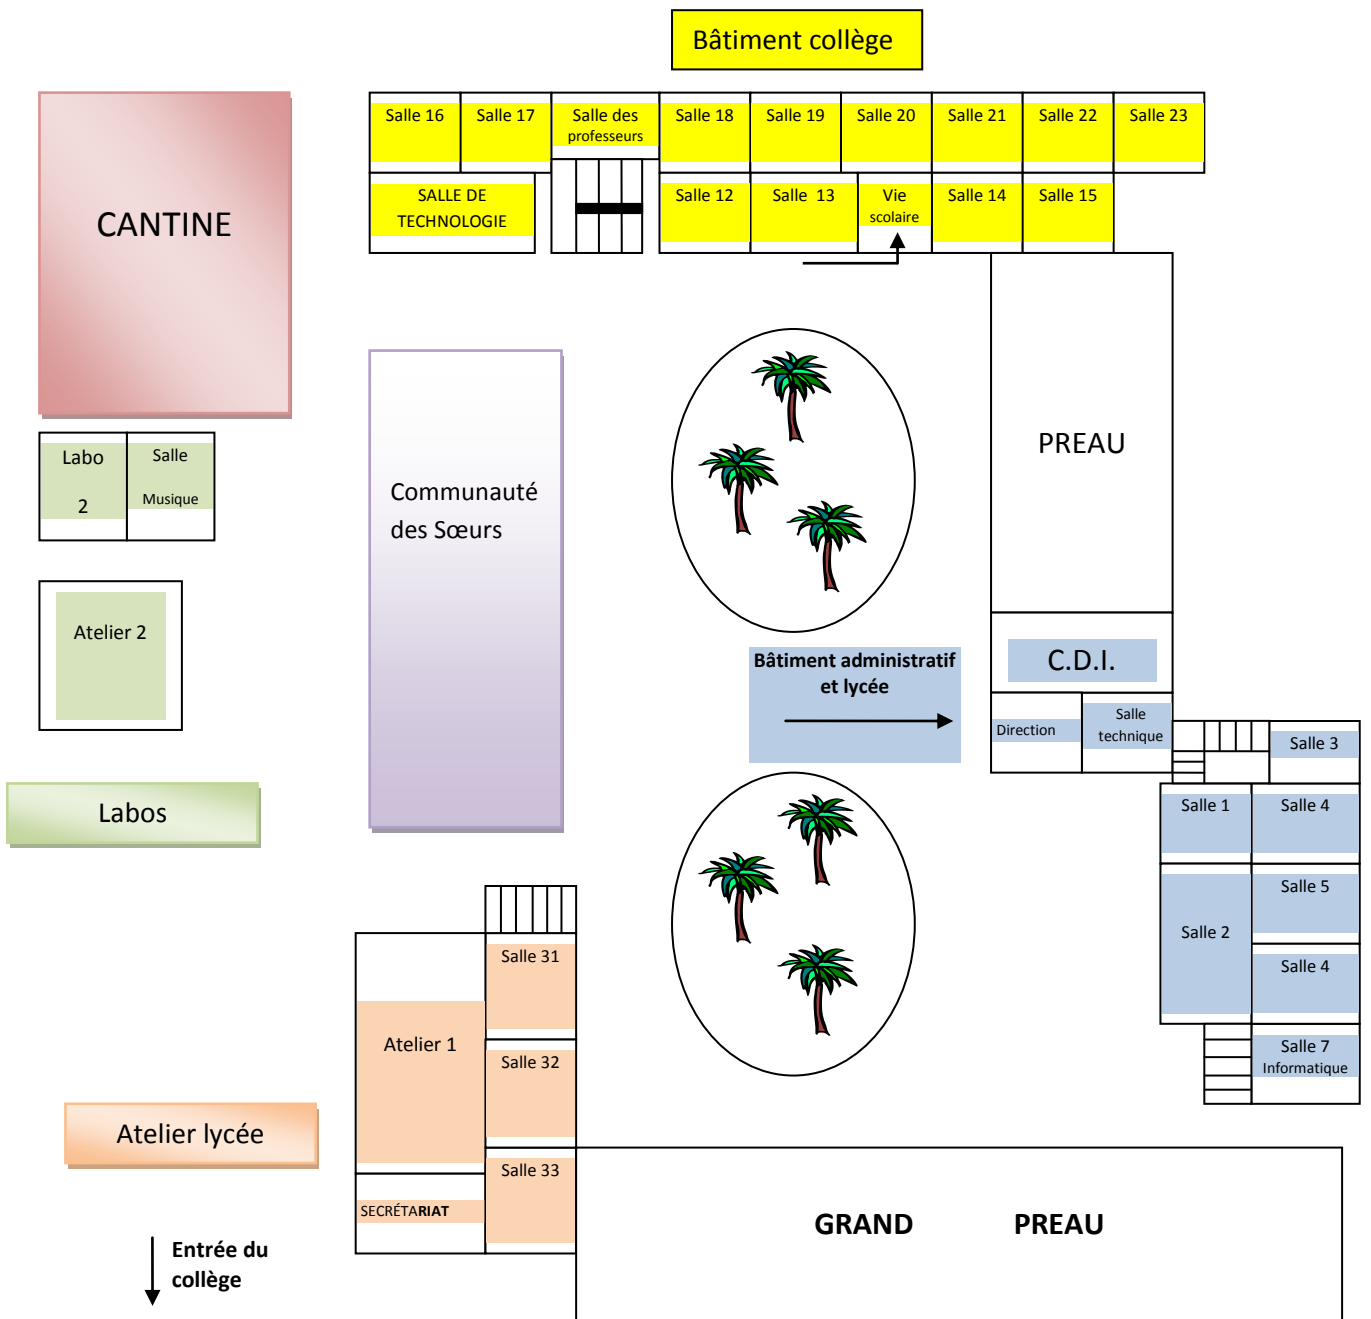 Bâtiment collège
Salle 16
Salle 17
Salle des
professeurs
Salle 18
Salle 19
Salle 20
Salle 21
Salle 22
Salle 23
SALLE DE
TECHNOLOGIE
Salle 12
Salle 13
Vie
scolaire
Salle 14
Salle 15
CANTINE
PREAU
Labo
2
Salle
Musique
Communauté
des Sœurs
Atelier 2
Bâtiment administratif
et lycée
C.D.I.
Direction
Salle
technique
Salle 3
Labos
Salle 1
Salle 4
Salle 5
Salle 2
Salle 4
Salle 7
Informatique
Salle 31
Atelier 1
Salle 32
Atelier lycée
Salle 33
SECRÉTARIAT
GRAND PREAU
Entrée du
collège